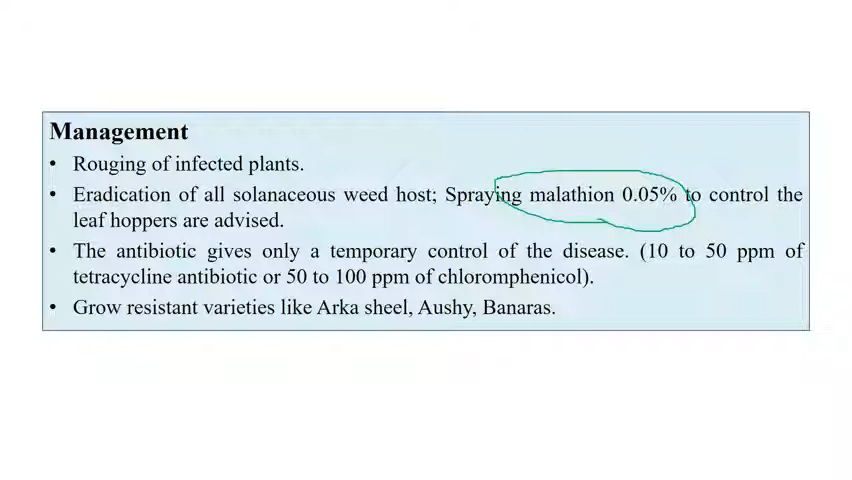 Management
• Rouging of infected plants.
• Eradication of all solanaceous weed host; Spraying malathion 0.05% to control the
leaf hoppers are advised.
• The antibiotic gives only a temporary control of the disease. (10 to 50 ppm of
tetracycline antibiotic or 50 to 100 ppm of chloromphenicol).
• Grow resistant varieties like Arka sheel, Aushy, Banaras.